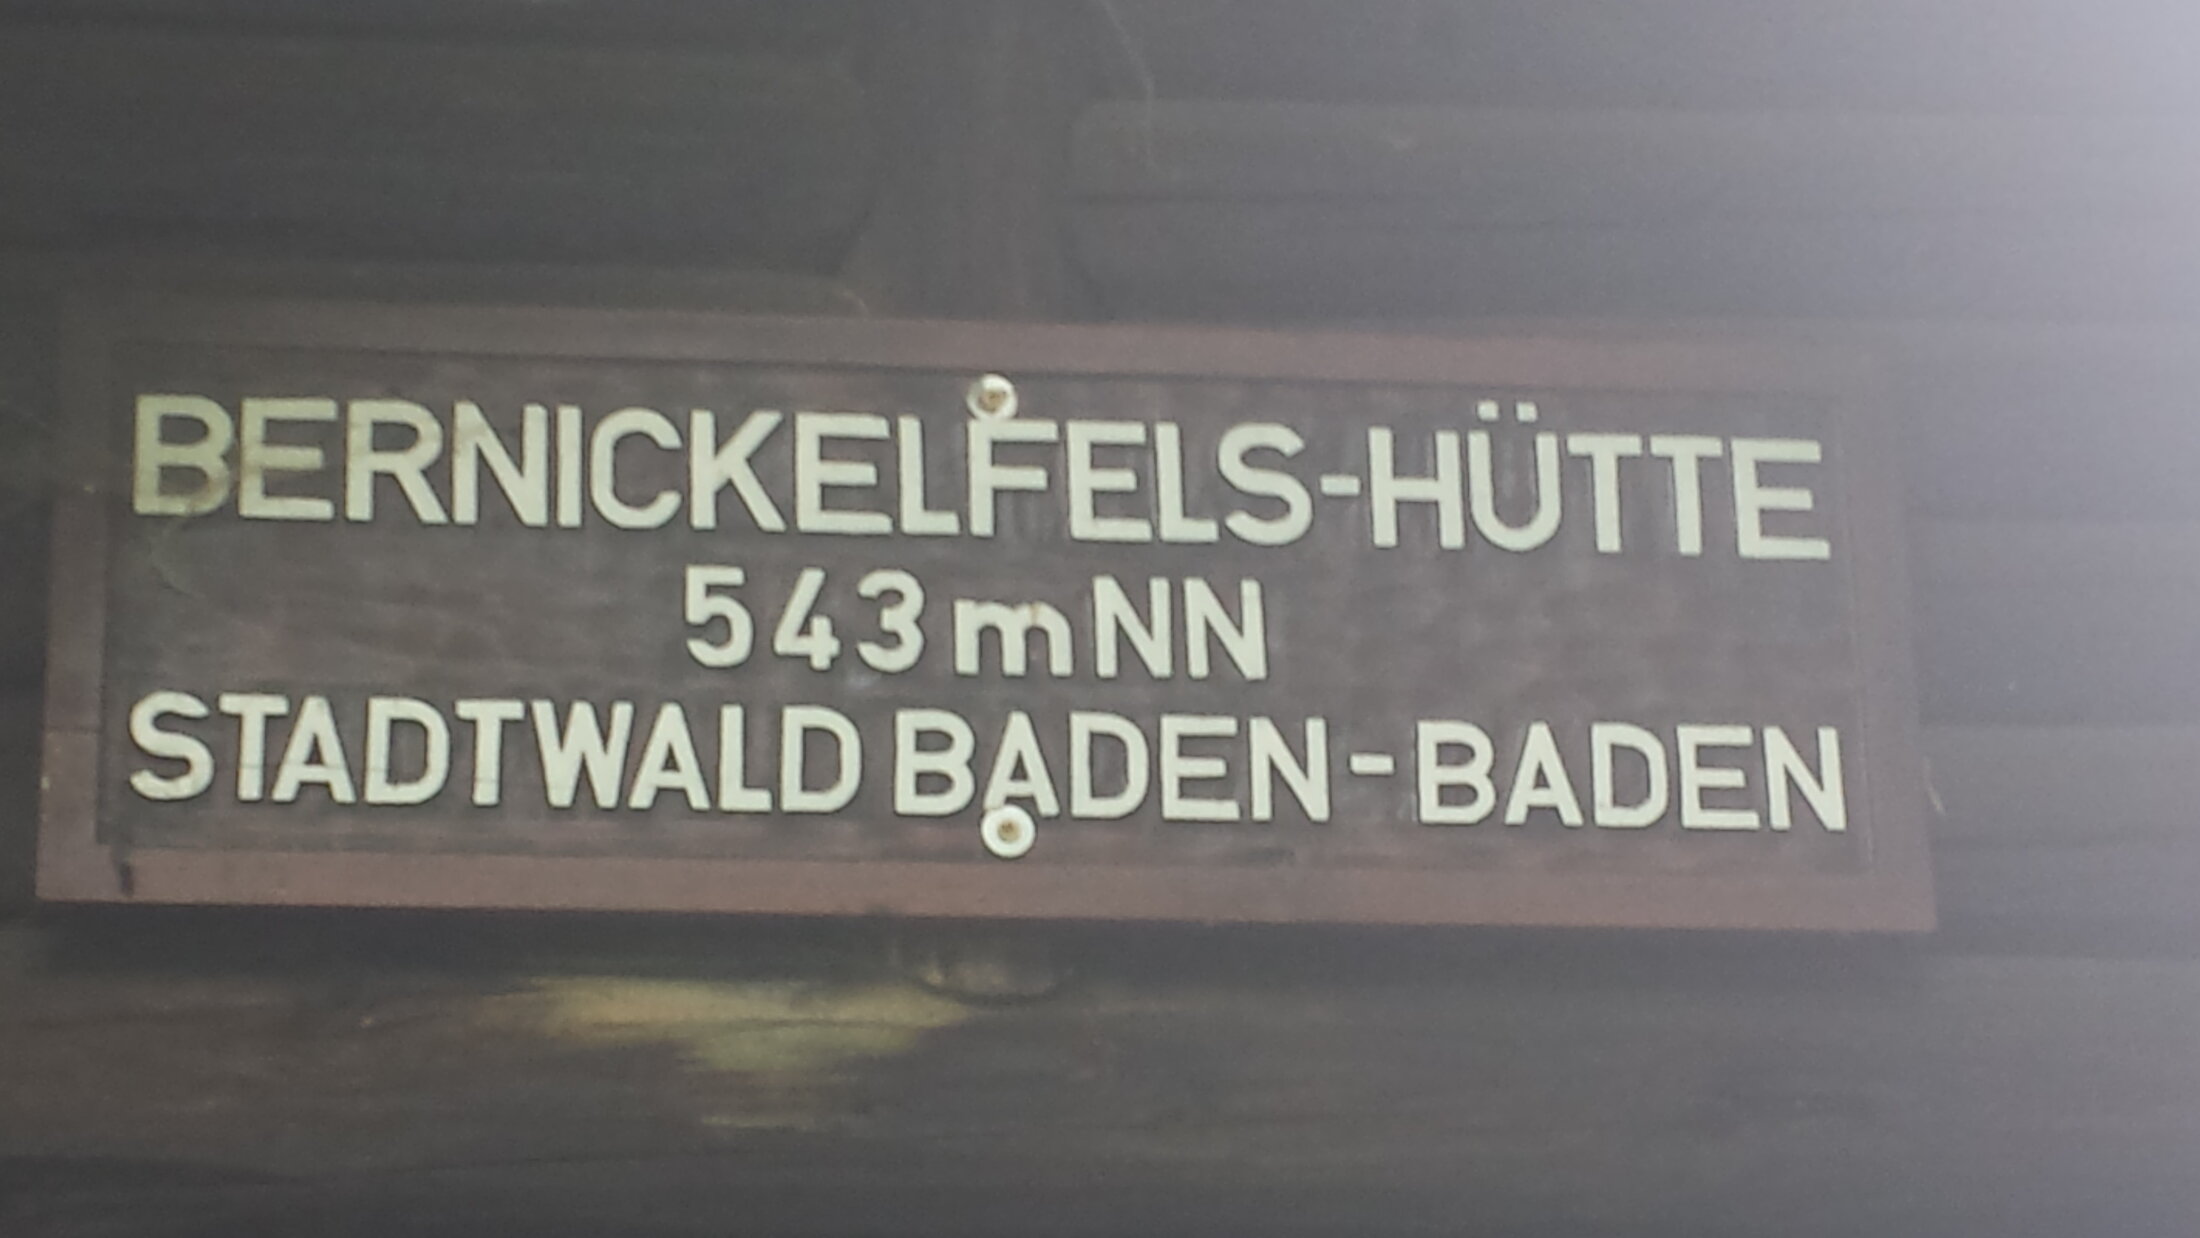 BERNICKELFELS-HÜTTE
543 m NN
STADTWALD BADEN-BADEN